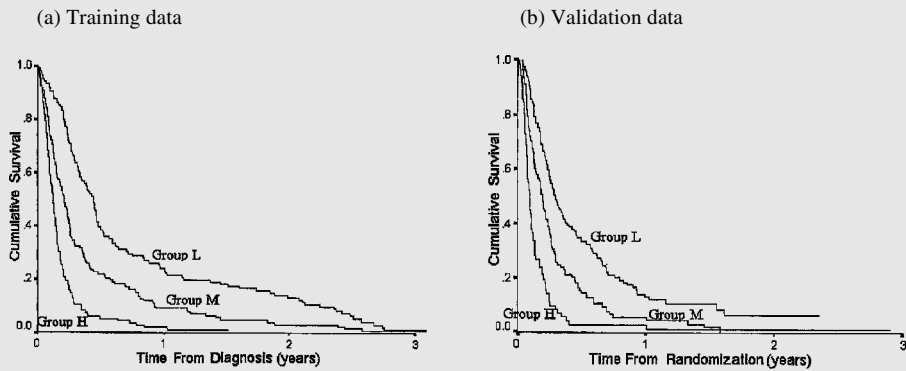 (a) Training data
1.0
.8
.6
.4
.2
0.0
Cumulative Survival
Group L
Group M
Group H
0
1
2
3
Time From Diagnosis (years)
(b) Validation data
1.0
.8
.6
.4
.2
0.0
Cumulative Survival
Group L
Group M
Group H
0
1
2
3
Time From Randomization (years)